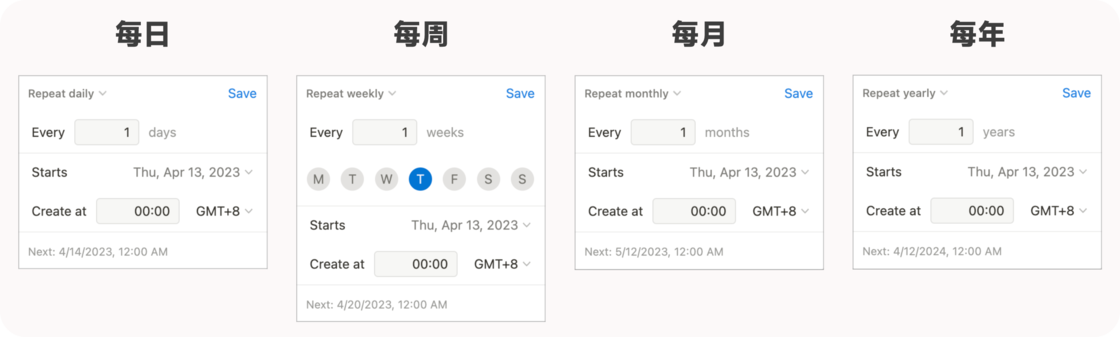 每日
Repeat daily Save
Every 1 days
Starts Thu, Apr 13, 2023
Create at 00:00 GMT+8
Next: 4/14/2023, 12:00 AM
每周
Repeat weekly Save
Every 1 weeks
M T W T F S S
Starts Thu, Apr 13, 2023
Create at 00:00 GMT+8
Next: 4/20/2023, 12:00 AM
每月
Repeat monthly Save
Every 1 months
Starts Thu, Apr 13, 2023
Create at 00:00 GMT+8
Next: 5/12/2023, 12:00 AM
每年
Repeat yearly Save
Every 1 years
Starts Thu, Apr 13, 2023
Create at 00:00 GMT+8
Next: 4/12/2024, 12:00 AM